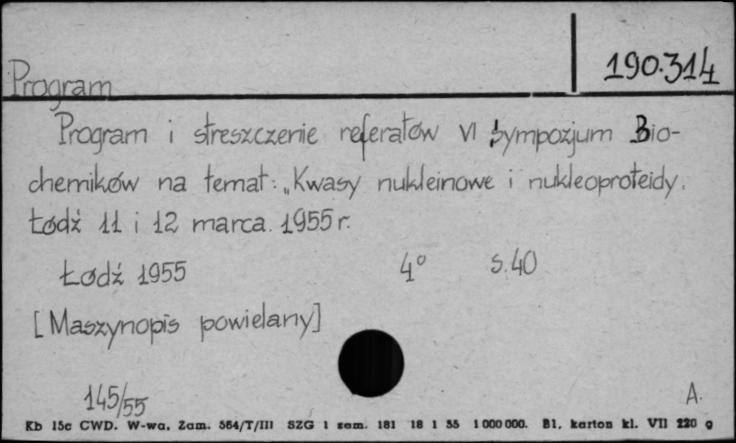 190.314
Program
Program i streszczenie referatów VI Sympozjum Bio-
chemików na temat: „Kwasy nukleinowe i nukleoproteidy.
Łódź 11 i 12 marca. 1955 r.
Łódź 1955 4° s. 40
[Maszynopis powielany]
145/55 A.
Kb 15c CWD. W-wa, Zam. 564/T/III SZG 1 zam. 181 18 1 55 1 000 000. Bl. karton kl. VII 220 g